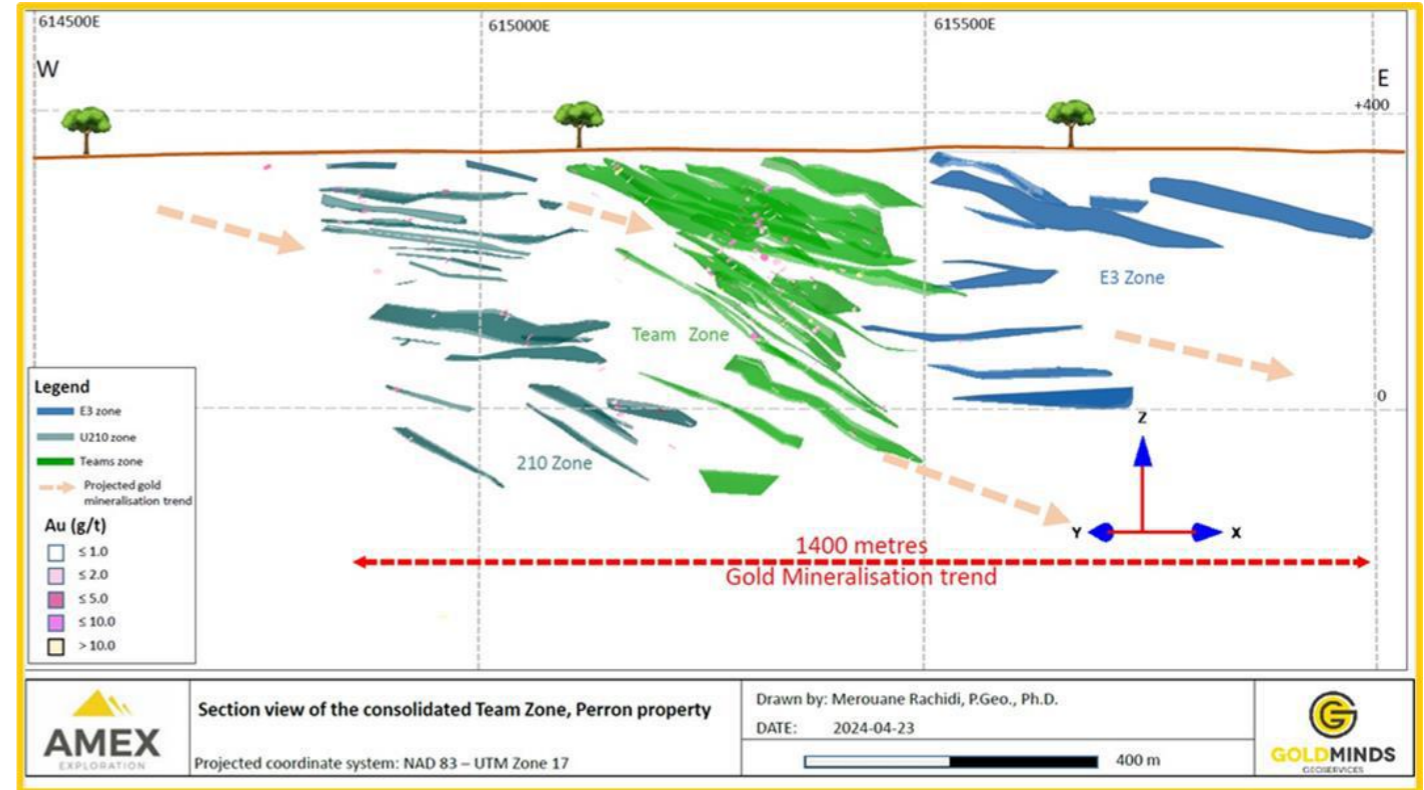 614500E
615000E
615500E
W
E
+400
E3 Zone
Team Zone
0
210 Zone
Legend
E3 zone
U210 zone
Teams zone
Projected gold
mineralisation trend
Au (g/t)
≤ 1.0
≤ 2.0
≤ 5.0
≤ 10.0
> 10.0
Z
Y
X
1400 metres
Gold Mineralisation trend
AMEX
EXPLORATION
Section view of the consolidated Team Zone, Perron property
Projected coordinate system: NAD 83 – UTM Zone 17
Drawn by: Merouane Rachidi, P.Geo., Ph.D.
DATE: 2024-04-23
400 m
G
GOLDMINDS
GEOSERVICES